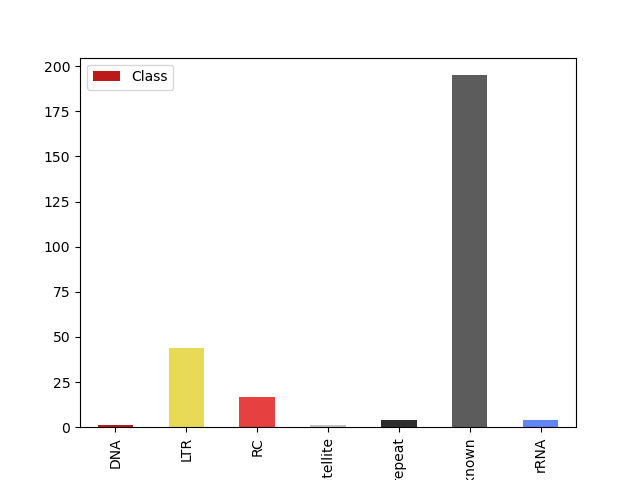 200
175
150
125
100
75
50
25
0
Class
DNA
LTR
RC
tellite
repeat
known
rRNA